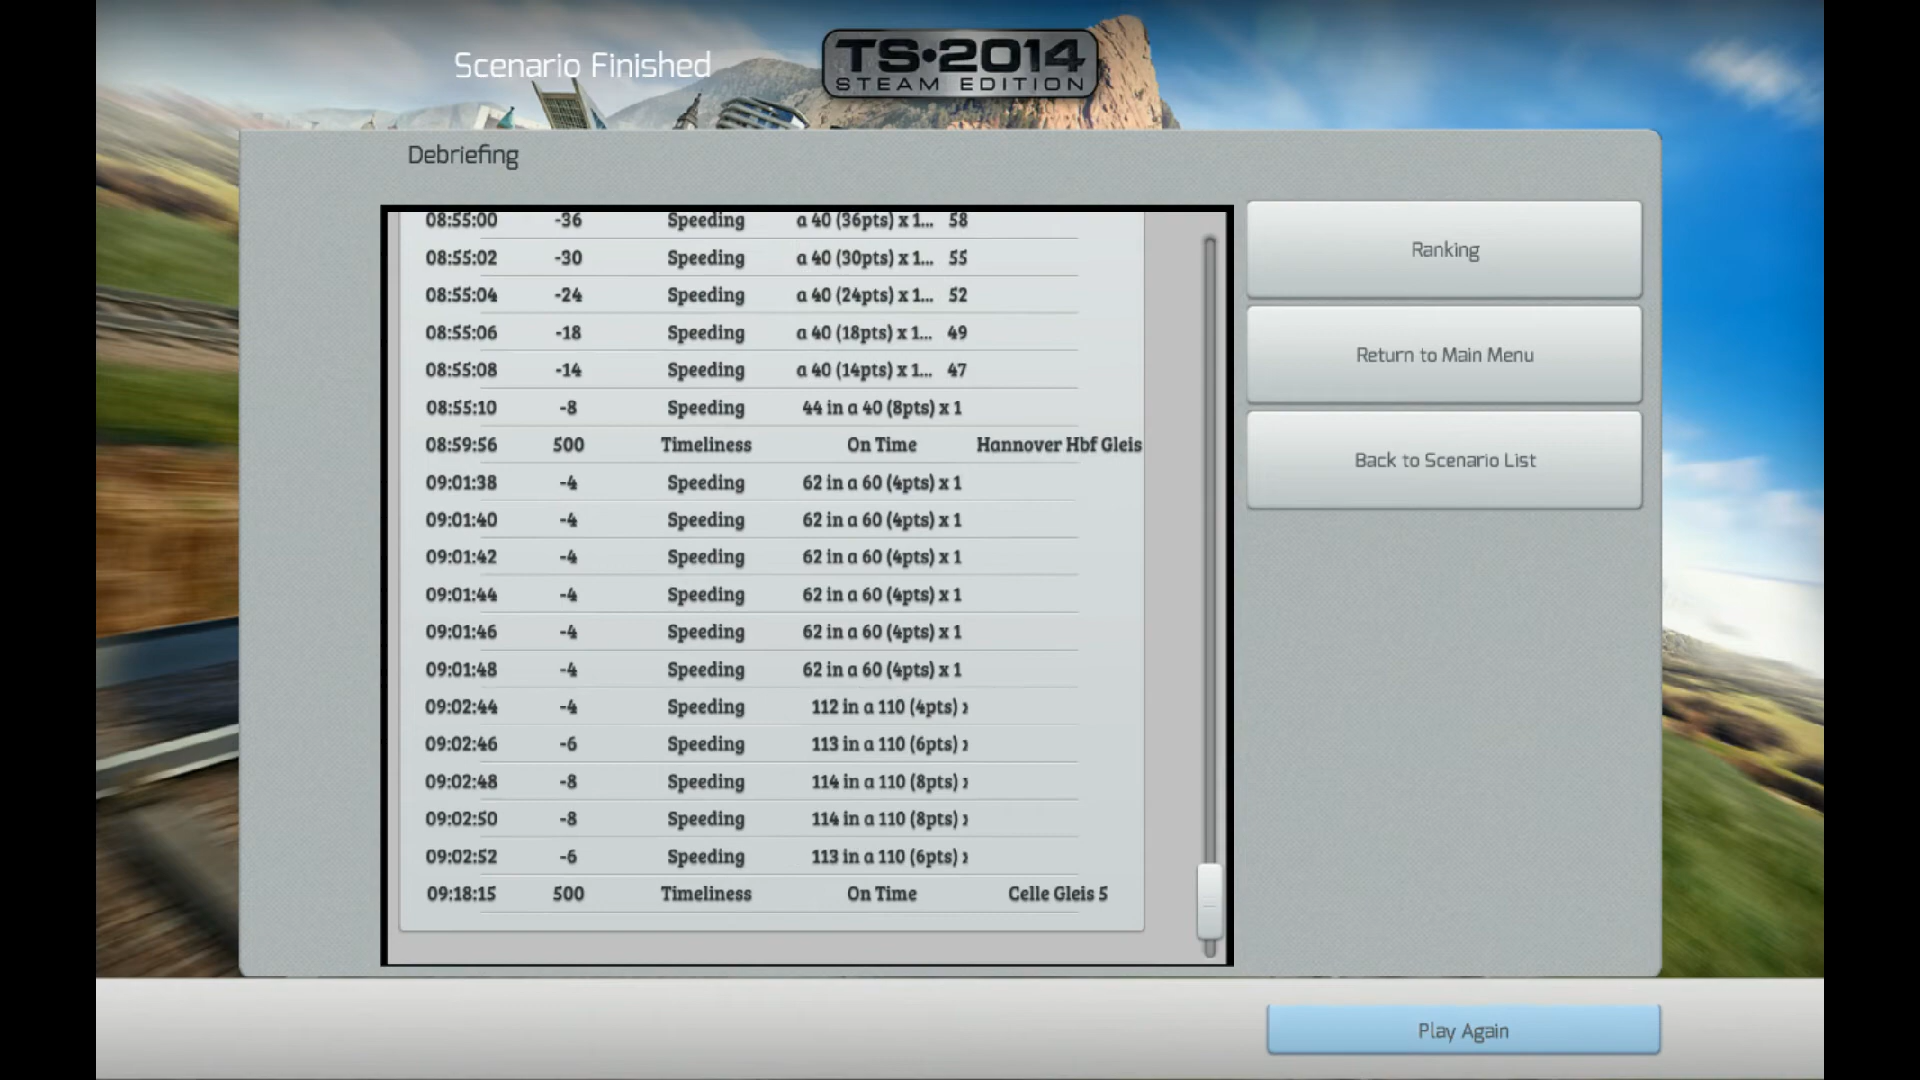 Scenario Finished
TS•2014
STEAM EDITION
Debriefing
08:55:00 -36 Speeding a 40 (36pts) x 1... 58
08:55:02 -30 Speeding a 40 (30pts) x 1... 55
08:55:04 -24 Speeding a 40 (24pts) x 1... 52
08:55:06 -18 Speeding a 40 (18pts) x 1... 49
08:55:08 -14 Speeding a 40 (14pts) x 1... 47
08:55:10 -8 Speeding 44 in a 40 (8pts) x 1
08:59:56 500 Timeliness On Time Hannover Hbf Gleis
09:01:38 -4 Speeding 62 in a 60 (4pts) x 1
09:01:40 -4 Speeding 62 in a 60 (4pts) x 1
09:01:42 -4 Speeding 62 in a 60 (4pts) x 1
09:01:44 -4 Speeding 62 in a 60 (4pts) x 1
09:01:46 -4 Speeding 62 in a 60 (4pts) x 1
09:01:48 -4 Speeding 62 in a 60 (4pts) x 1
09:02:44 -4 Speeding 112 in a 110 (4pts)
09:02:46 -6 Speeding 113 in a 110 (6pts)
09:02:48 -8 Speeding 114 in a 110 (8pts)
09:02:50 -8 Speeding 114 in a 110 (8pts)
09:02:52 -6 Speeding 113 in a 110 (6pts)
09:18:15 500 Timeliness On Time Celle Gleis 5
Ranking
Return to Main Menu
Back to Scenario List
Play Again